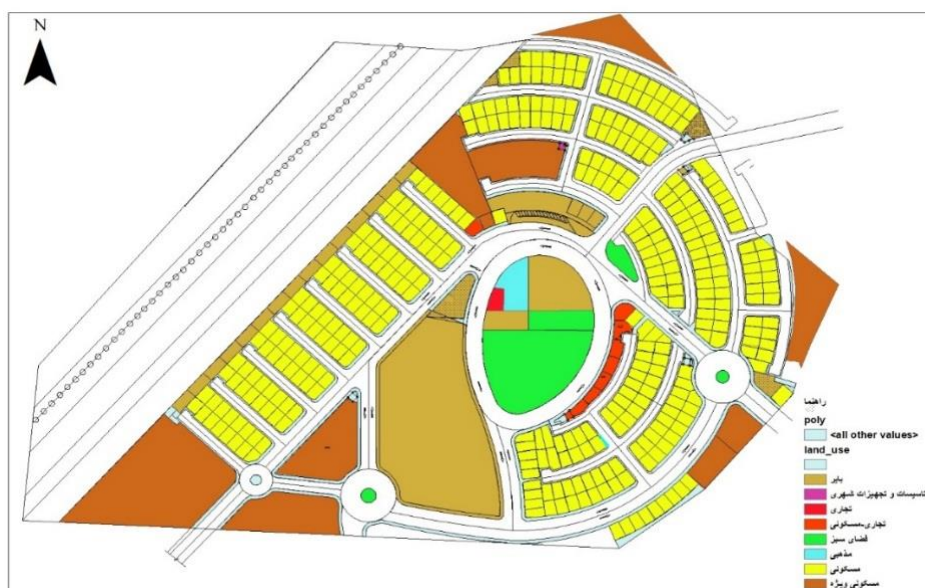 N
راهنما
poly
<all other values>
land_use
بایر
تاسیسات و تجهیزات شهری
تجاری
تجاری-مسکونی
فضای سبز
مذهبی
مسکونی
مسکونی ویژه